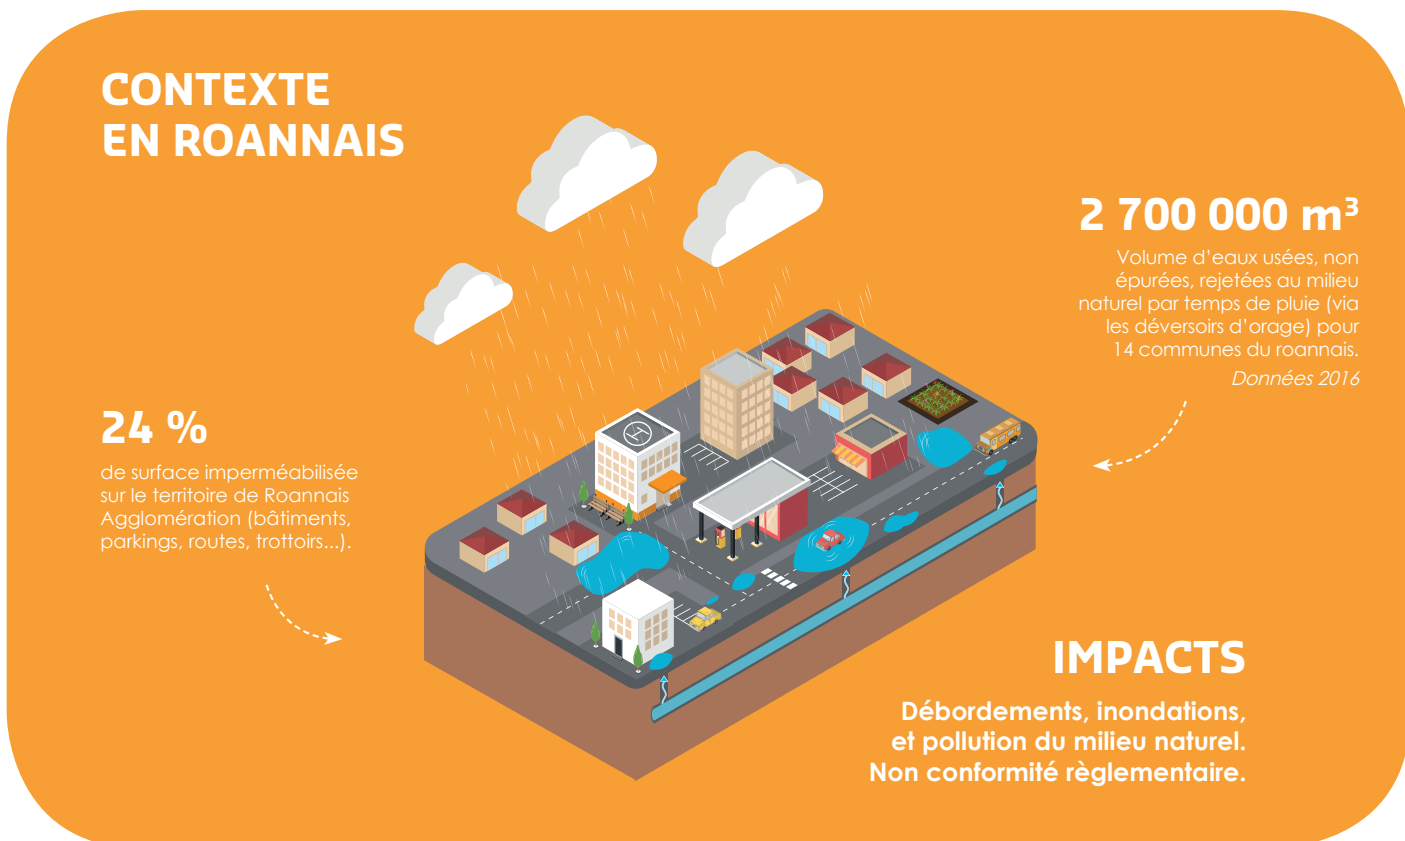 CONTEXTE
EN ROANNAIS
2 700 000 m³
Volume d'eaux usées, non
épurées, rejetées au milieu
naturel par temps de pluie (via
les déversoirs d'orage) pour
14 communes du roannais.
Données 2016
24 %
de surface imperméabilisée
sur le territoire de Roannais
Agglomération (bâtiments,
parkings, routes, trottoirs...).
IMPACTS
Débordements, inondations,
et pollution du milieu naturel.
Non conformité règlementaire.